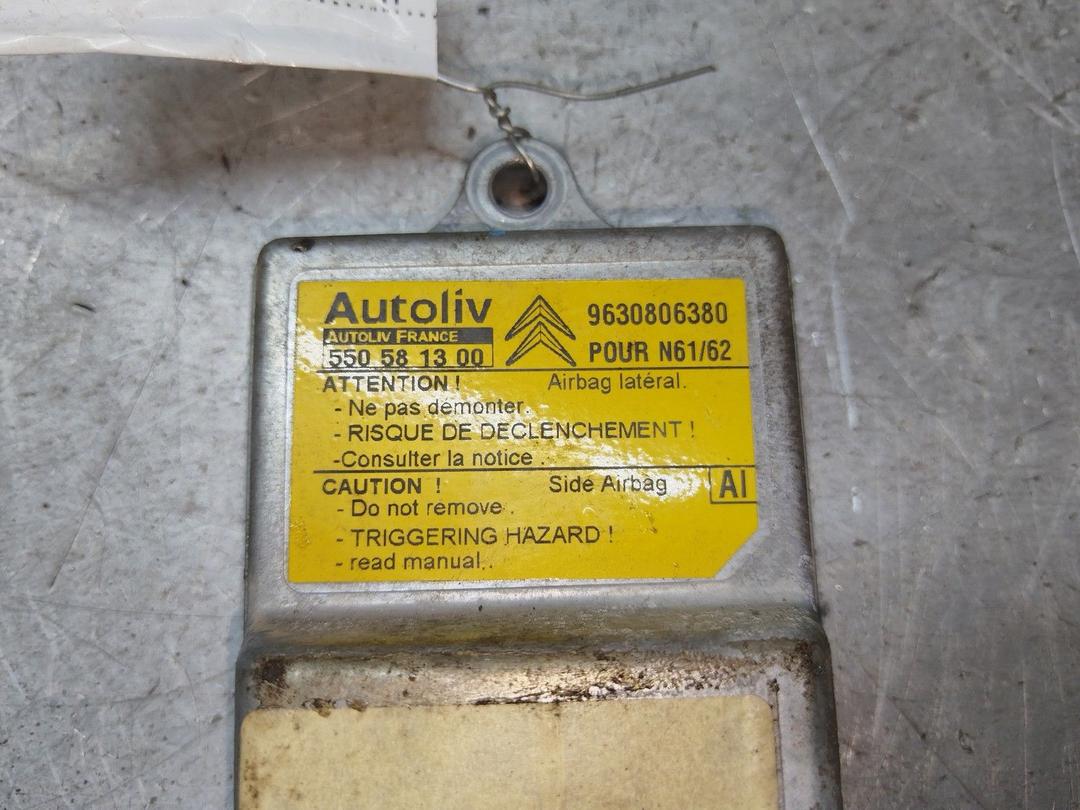 Autoliv
AUTOLIV FRANCE
550 58 13 00
9630806380
POUR N61/62
ATTENTION ! Airbag latéral.
- Ne pas démonter.
- RISQUE DE DECLENCHEMENT !
-Consulter la notice .
CAUTION ! Side Airbag AI
- Do not remove .
- TRIGGERING HAZARD !
- read manual..